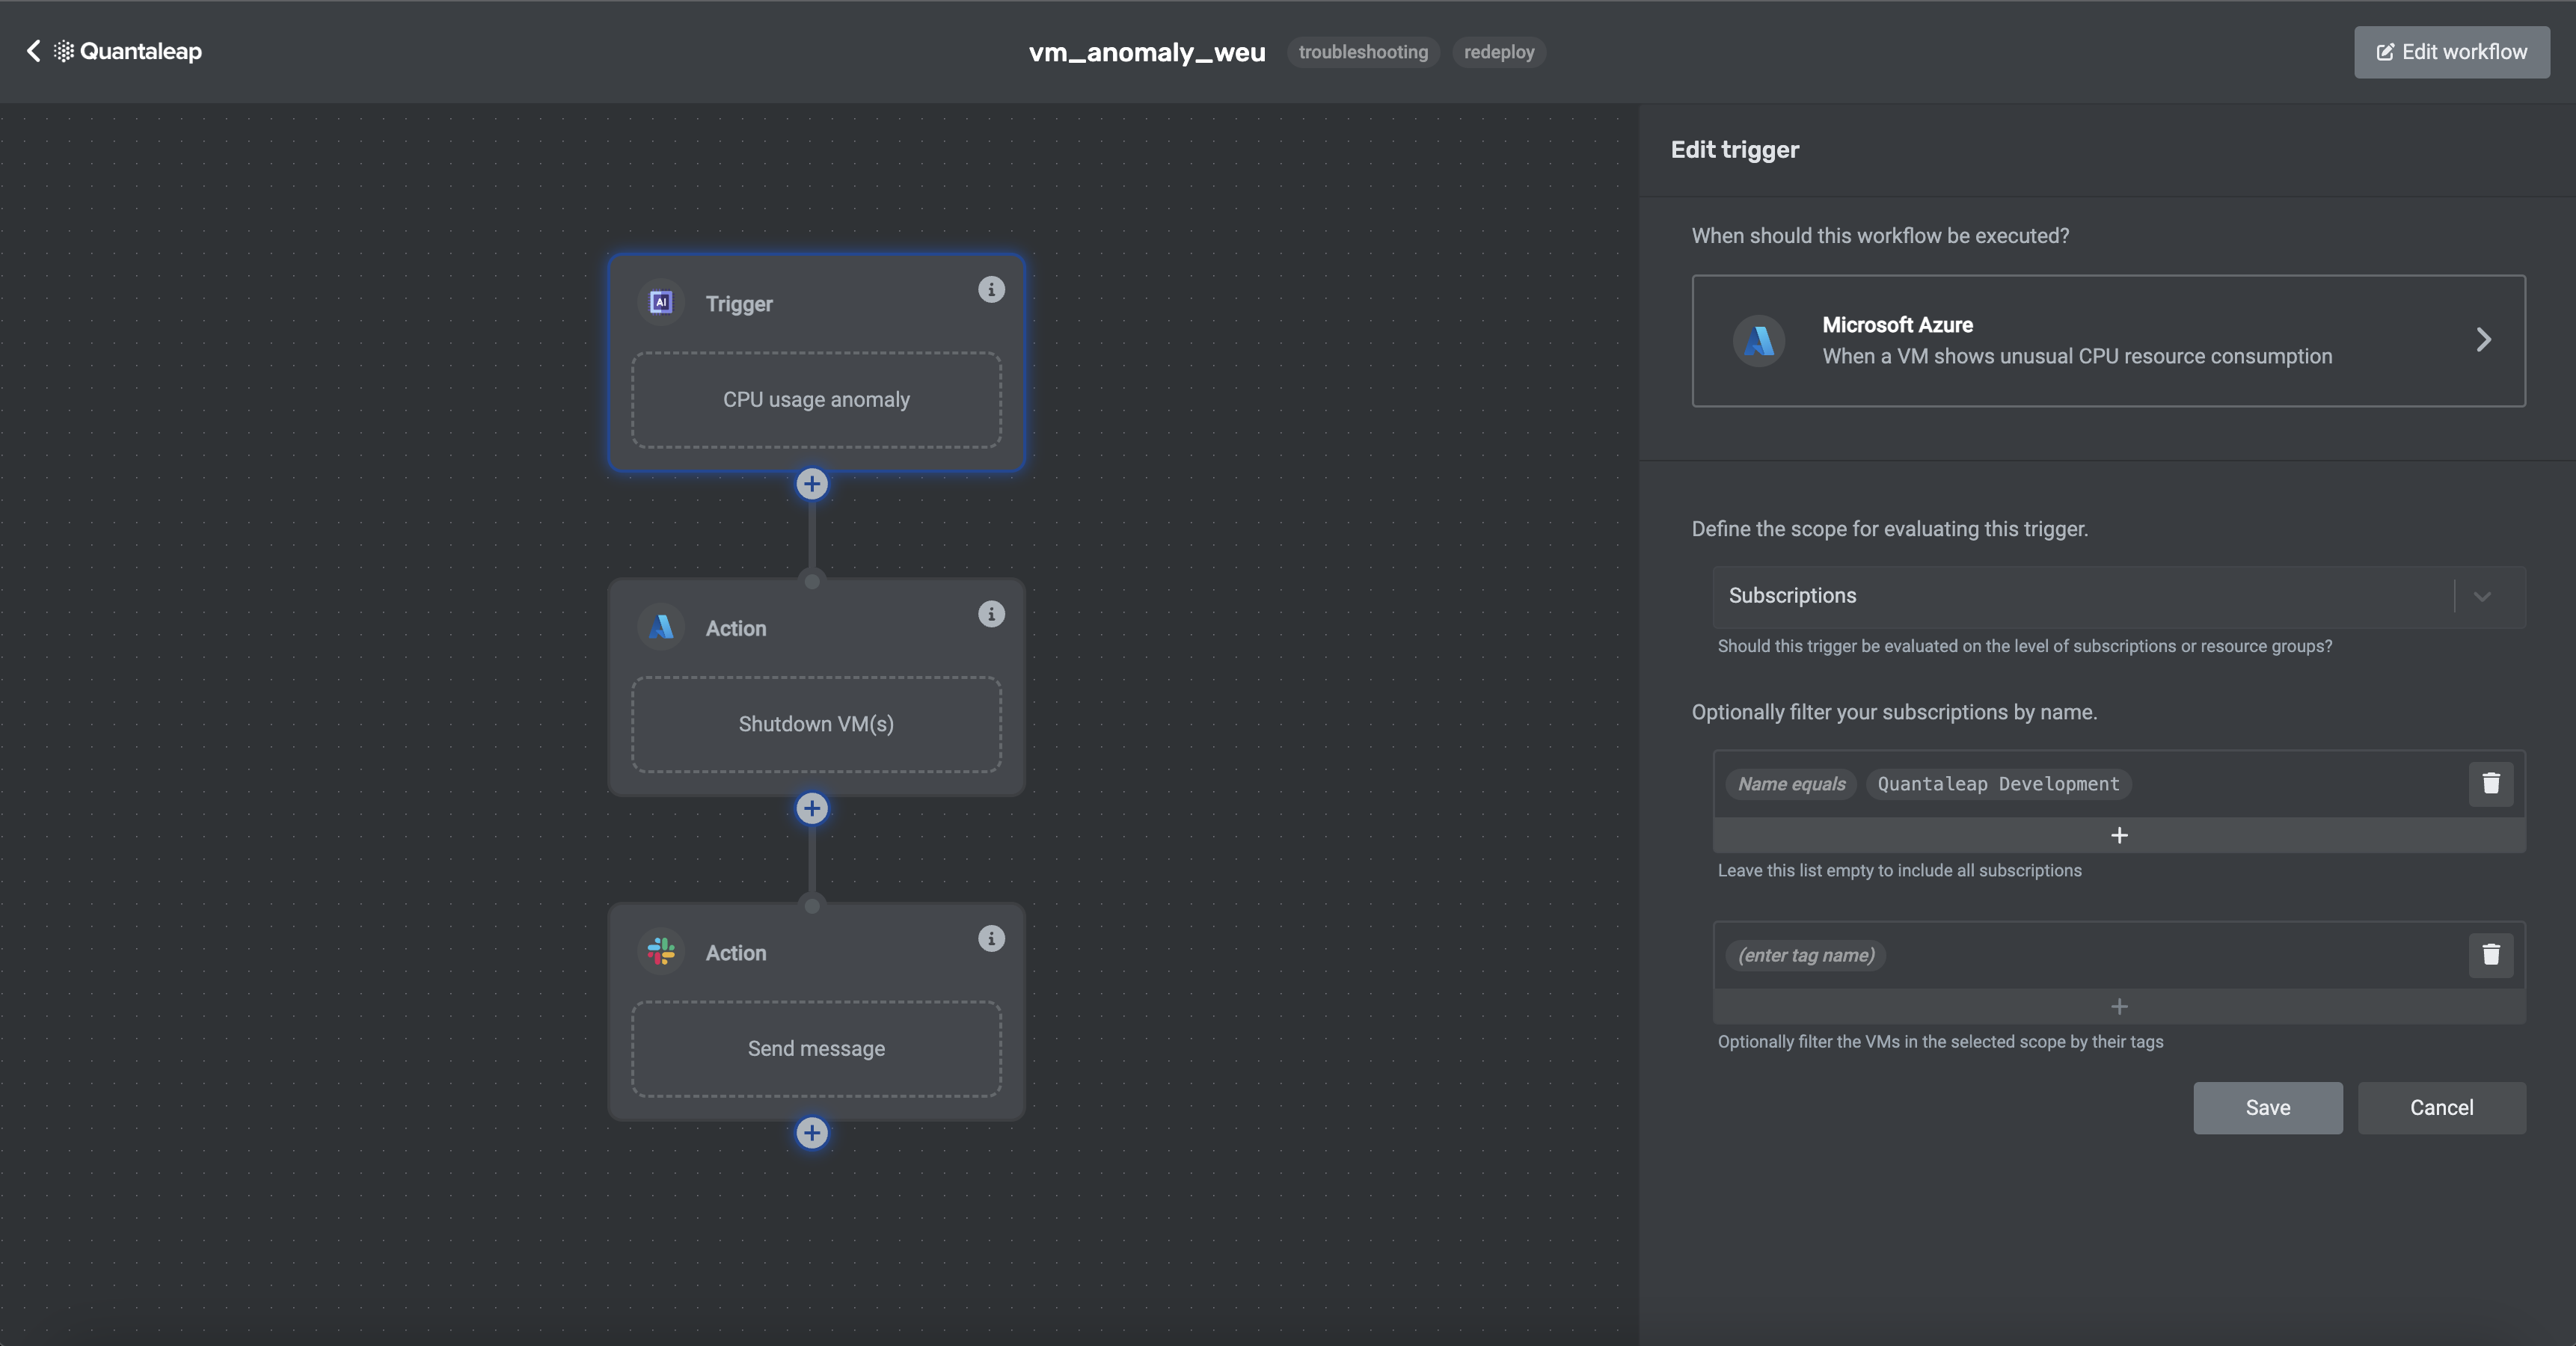 Quantaleap
vm_anomaly_weu troubleshooting redeploy
Edit workflow
Trigger
AI
CPU usage anomaly
Action
Shutdown VM(s)
Action
Send message
Edit trigger
When should this workflow be executed?
Microsoft Azure
When a VM shows unusual CPU resource consumption
Define the scope for evaluating this trigger.
Subscriptions
Should this trigger be evaluated on the level of subscriptions or resource groups?
Optionally filter your subscriptions by name.
Name equals Quantaleap Development
Leave this list empty to include all subscriptions
(enter tag name)
Optionally filter the VMs in the selected scope by their tags
Save Cancel